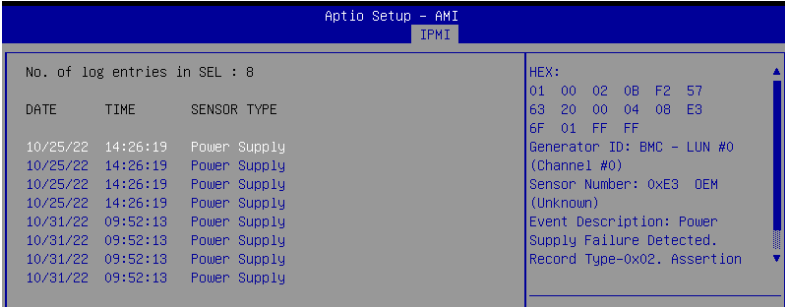 Aptio Setup – AMI
IPMI
No. of log entries in SEL : 8
DATE TIME SENSOR TYPE
10/25/22 14:26:19 Power Supply
10/25/22 14:26:19 Power Supply
10/25/22 14:26:19 Power Supply
10/25/22 14:26:19 Power Supply
10/31/22 09:52:13 Power Supply
10/31/22 09:52:13 Power Supply
10/31/22 09:52:13 Power Supply
10/31/22 09:52:13 Power Supply
HEX:
01 00 02 0B F2 57
63 20 00 04 08 E3
6F 01 FF FF
Generator ID: BMC – LUN #0
(Channel #0)
Sensor Number: 0xE3 OEM
(Unknown)
Event Description: Power
Supply Failure Detected.
Record Type-0x02. Assertion